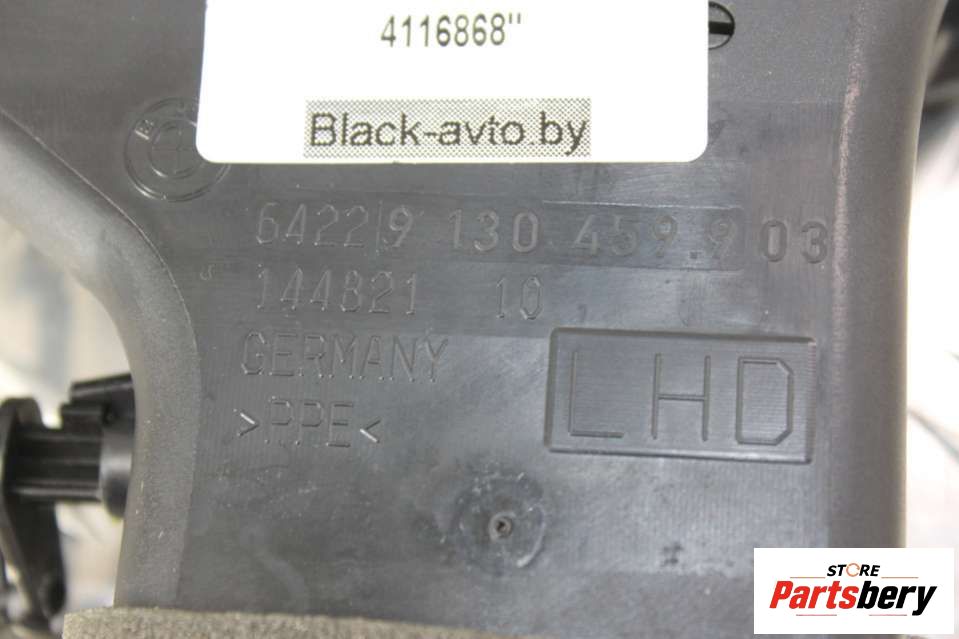 4116868"
Black-avto.by
6422 9 130 459.9 03
144821 10
GERMANY
>PPE<
LHD
STORE
Partsbery